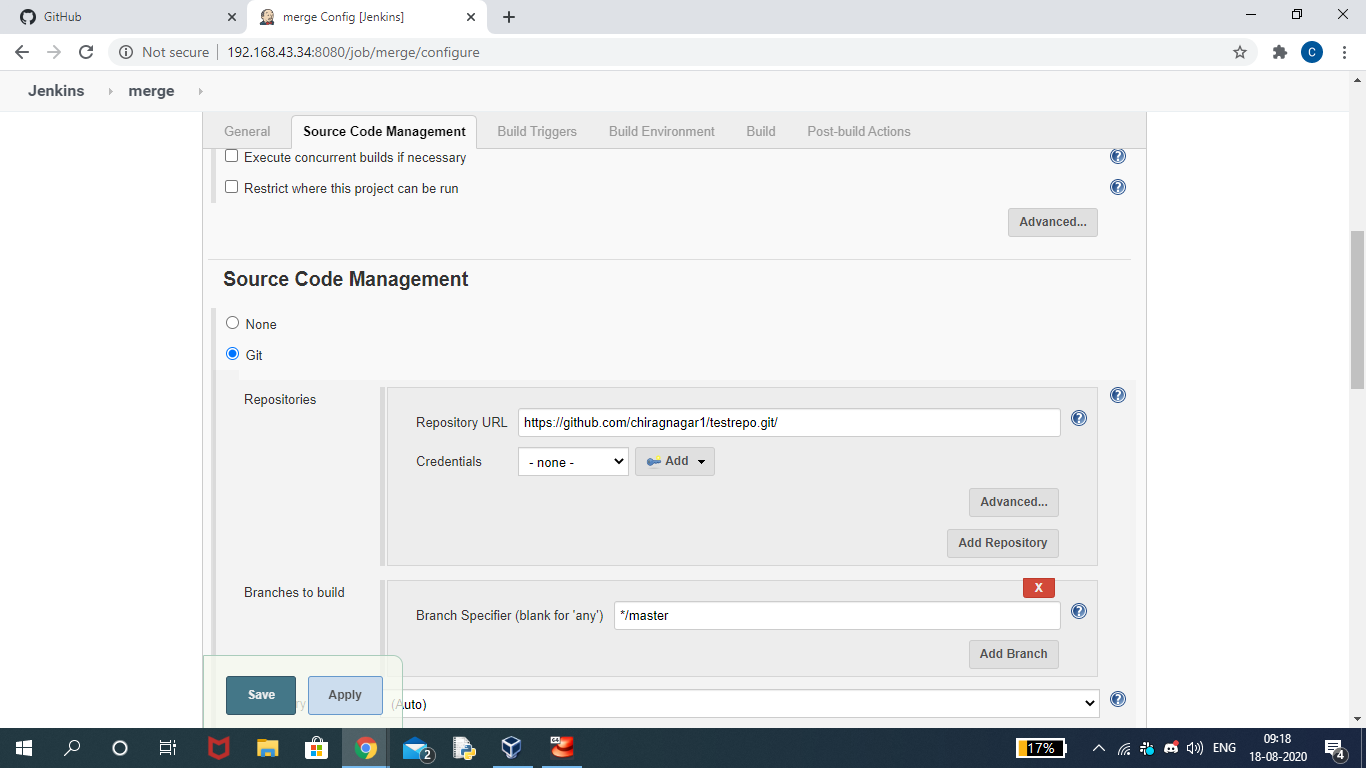 GitHub
merge Config [Jenkins]
Not secure
192.168.43.34:8080/job/merge/configure
C
Jenkins
merge
General
Source Code Management
Build Triggers
Build Environment
Build
Post-build Actions
Execute concurrent builds if necessary
Restrict where this project can be run
Advanced...
Source Code Management
None
Git
Repositories
Repository URL
https://github.com/chiragnagar1/testrepo.git/
Credentials
- none -
Add
Advanced...
Add Repository
Branches to build
X
Branch Specifier (blank for 'any')
*/master
Add Branch
Save
Apply
(Auto)
17%
2
ENG
09:18
18-08-2020
4